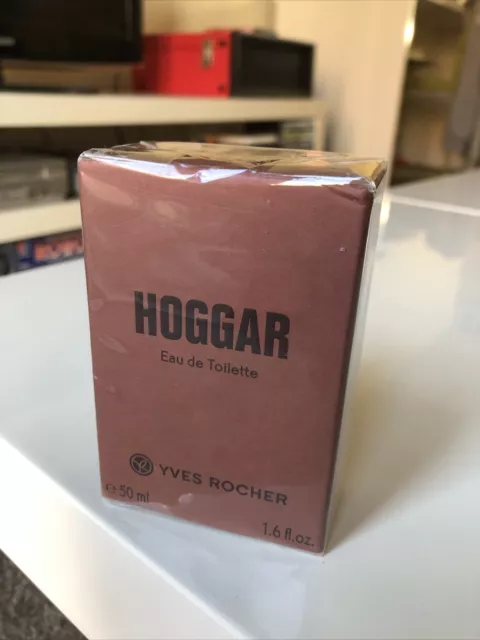 HOGGAR
Eau de Toilette
YVES ROCHER
℮ 50 ml
1.6 fl.oz.